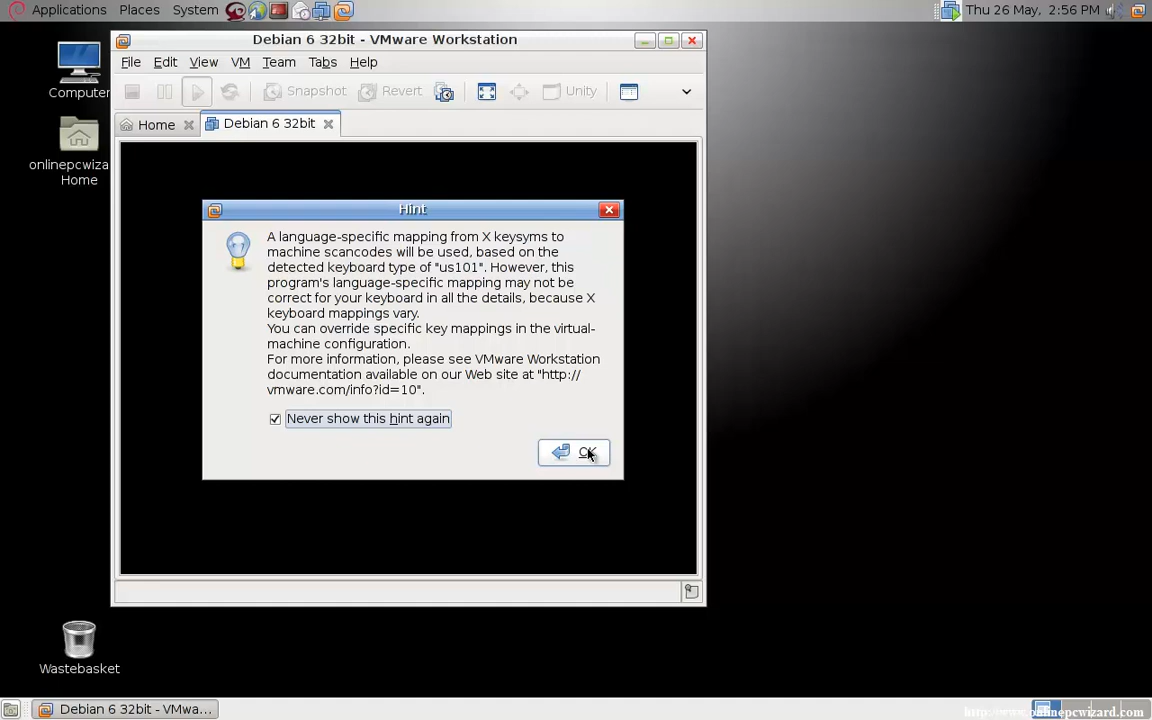 Applications Places System
Thu 26 May, 2:56 PM
Debian 6 32bit - VMware Workstation
File Edit View VM Team Tabs Help
Snapshot Revert Unity
Home Debian 6 32bit
Computer
onlinepcwiza
Home
Hint
A language-specific mapping from X keysyms to
machine scancodes will be used, based on the
detected keyboard type of "us101". However, this
program's language-specific mapping may not be
correct for your keyboard in all the details, because X
keyboard mappings vary.
You can override specific key mappings in the virtual-
machine configuration.
For more information, please see VMware Workstation
documentation available on our Web site at "http://
vmware.com/info?id=10".
Never show this hint again
OK
Wastebasket
Debian 6 32bit - VMwa...
http://www.onlinepcwizard.com